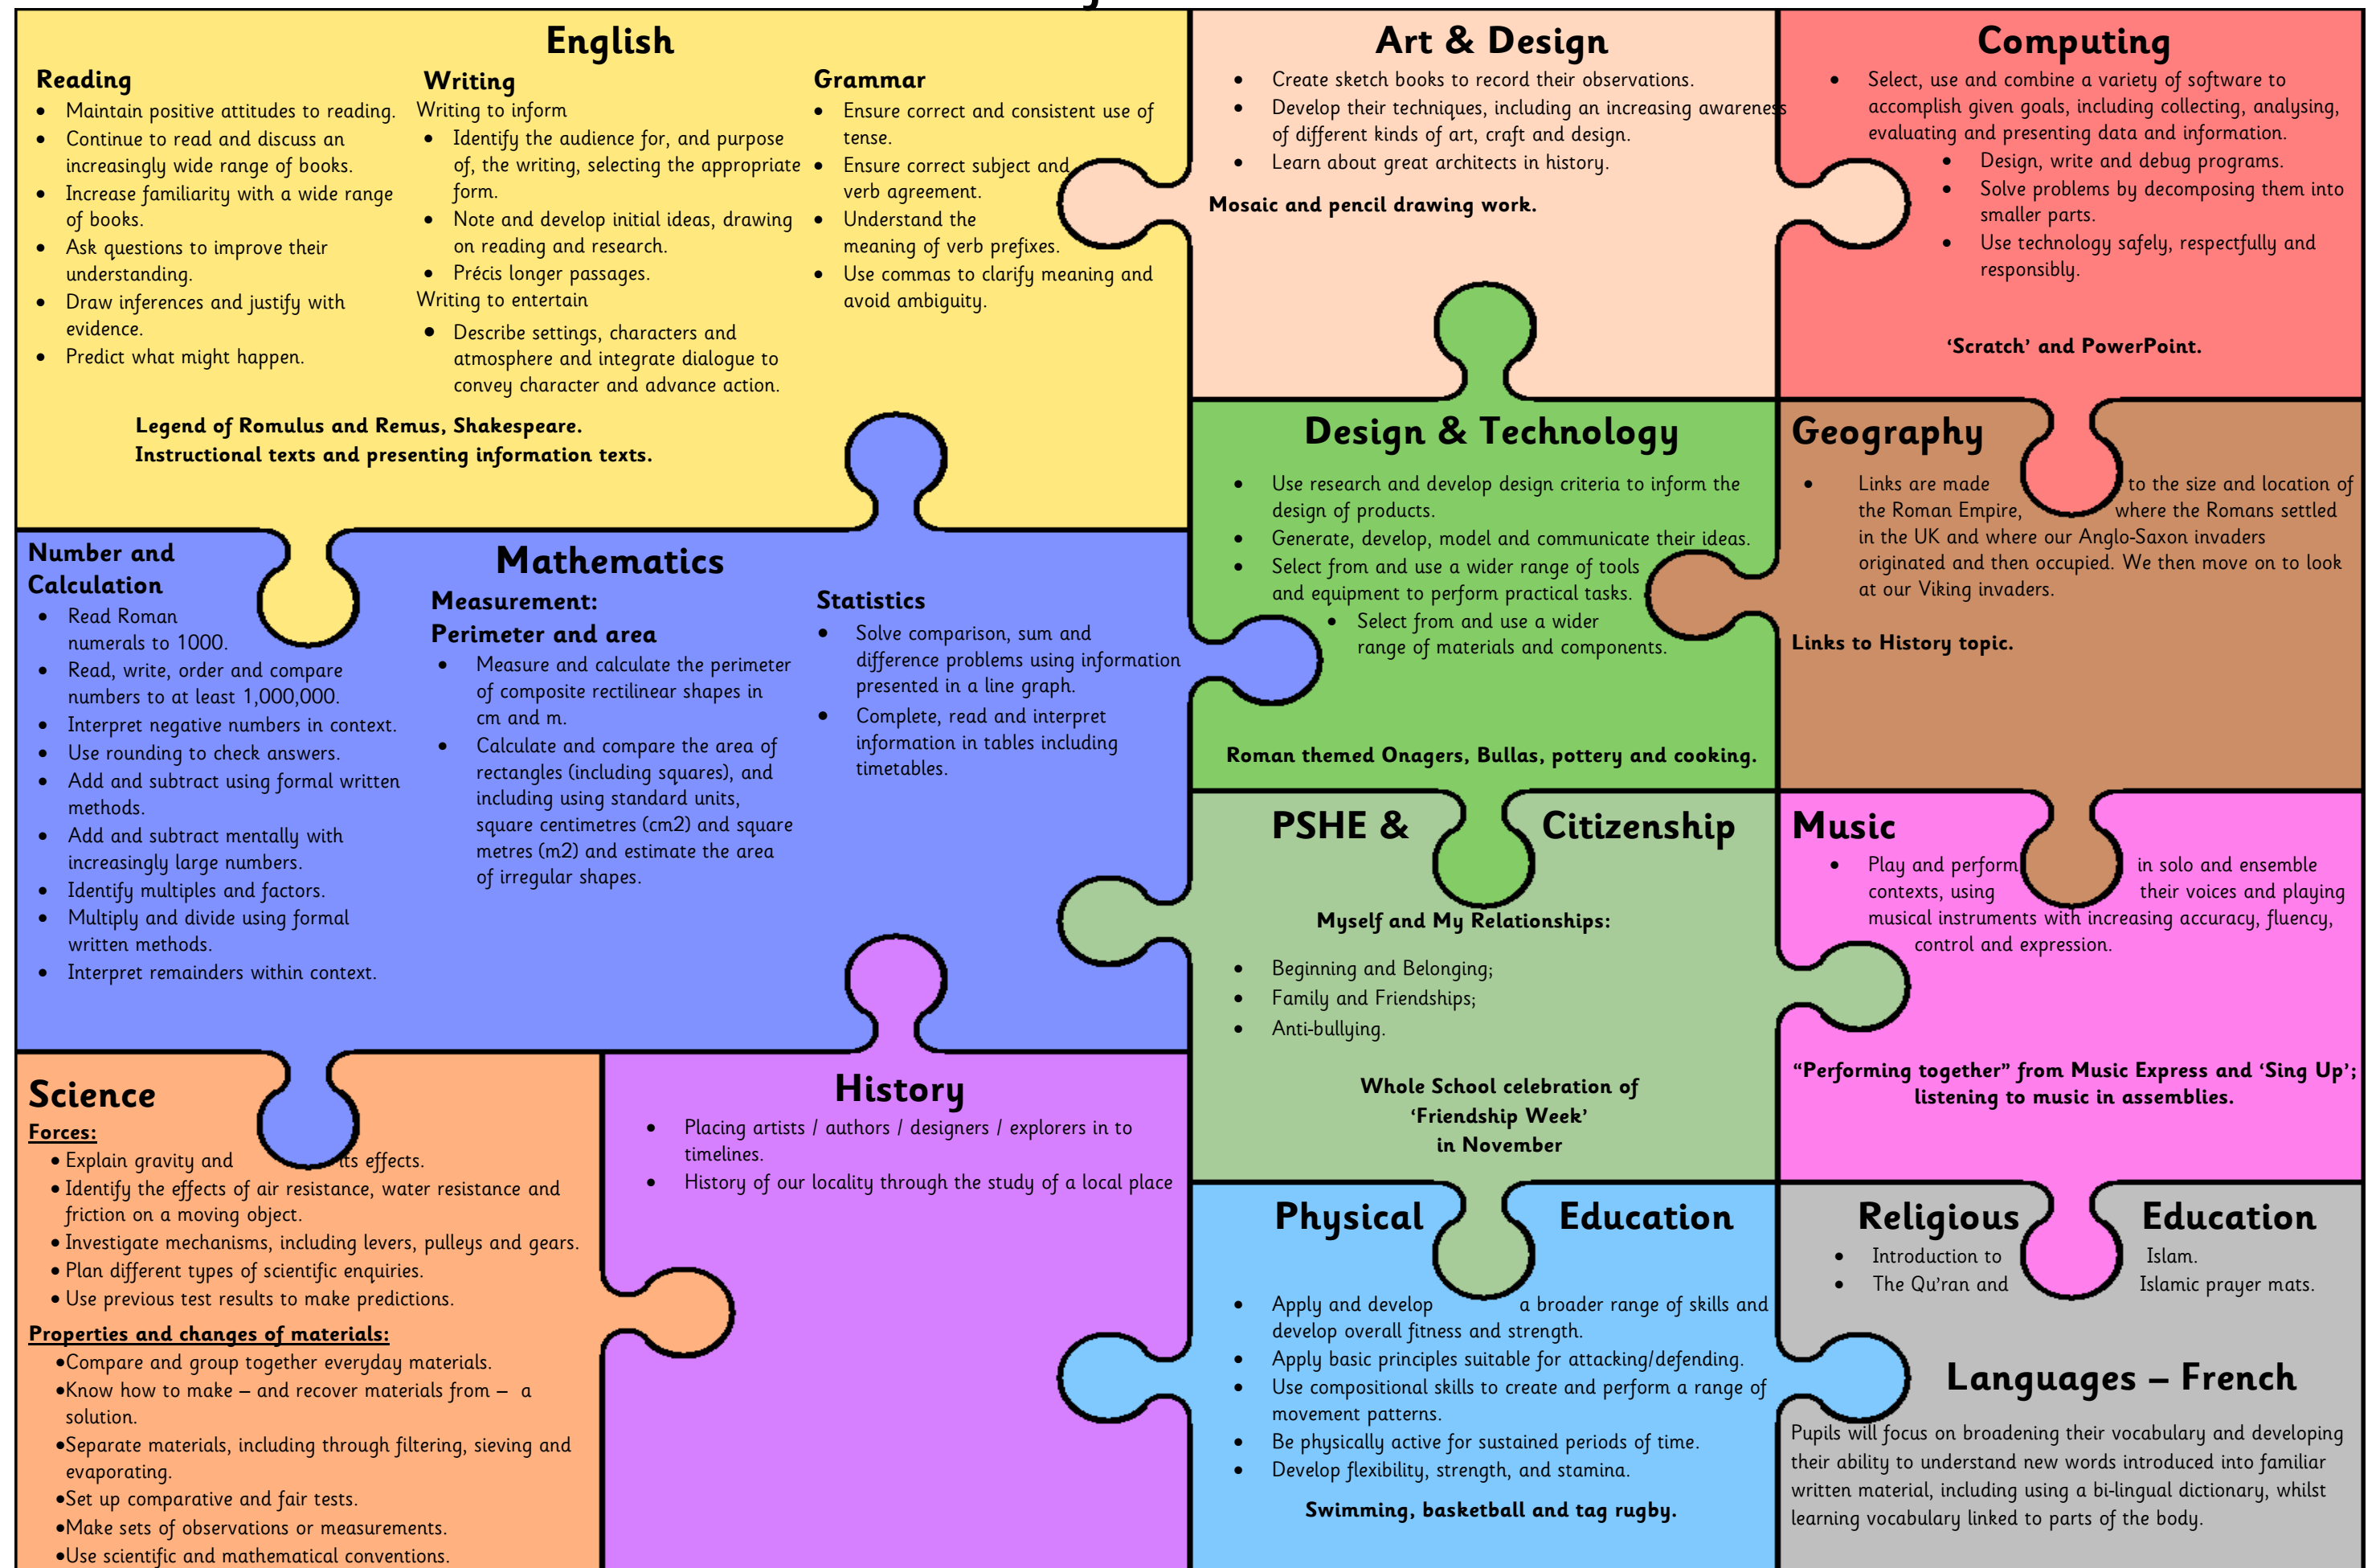 English
Reading
• Maintain positive attitudes to reading.
• Continue to read and discuss an
increasingly wide range of books.
• Increase familiarity with a wide range
of books.
• Ask questions to improve their
understanding.
• Draw inferences and justify with
evidence.
• Predict what might happen.
Writing
Writing to inform
• Identify the audience for, and purpose
of, the writing, selecting the appropriate
form.
• Note and develop initial ideas, drawing
on reading and research.
• Précis longer passages.
Writing to entertain
• Describe settings, characters and
atmosphere and integrate dialogue to
convey character and advance action.
Grammar
• Ensure correct and consistent use of
tense.
• Ensure correct subject and
verb agreement.
• Understand the
meaning of verb prefixes.
• Use commas to clarify meaning and
avoid ambiguity.
Legend of Romulus and Remus, Shakespeare.
Instructional texts and presenting information texts.
Art & Design
• Create sketch books to record their observations.
• Develop their techniques, including an increasing awareness
of different kinds of art, craft and design.
• Learn about great architects in history.
Mosaic and pencil drawing work.
Computing
• Select, use and combine a variety of software to
accomplish given goals, including collecting, analysing,
evaluating and presenting data and information.
• Design, write and debug programs.
• Solve problems by decomposing them into
smaller parts.
• Use technology safely, respectfully and
responsibly.
‘Scratch’ and PowerPoint.
Mathematics
Number and
Calculation
• Read Roman
numerals to 1000.
• Read, write, order and compare
numbers to at least 1,000,000.
• Interpret negative numbers in context.
• Use rounding to check answers.
• Add and subtract using formal written
methods.
• Add and subtract mentally with
increasingly large numbers.
• Identify multiples and factors.
• Multiply and divide using formal
written methods.
• Interpret remainders within context.
Measurement:
Perimeter and area
• Measure and calculate the perimeter
of composite rectilinear shapes in
cm and m.
• Calculate and compare the area of
rectangles (including squares), and
including using standard units,
square centimetres (cm2) and square
metres (m2) and estimate the area
of irregular shapes.
Statistics
• Solve comparison, sum and
difference problems using information
presented in a line graph.
• Complete, read and interpret
information in tables including
timetables.
Design & Technology
• Use research and develop design criteria to inform the
design of products.
• Generate, develop, model and communicate their ideas.
• Select from and use a wider range of tools
and equipment to perform practical tasks.
• Select from and use a wider
range of materials and components.
Roman themed Onagers, Bullas, pottery and cooking.
Geography
• Links are made to the size and location of
the Roman Empire, where the Romans settled
in the UK and where our Anglo-Saxon invaders
originated and then occupied. We then move on to look
at our Viking invaders.
Links to History topic.
PSHE & Citizenship
Myself and My Relationships:
• Beginning and Belonging;
• Family and Friendships;
• Anti-bullying.
Whole School celebration of
‘Friendship Week’
in November
Music
• Play and perform in solo and ensemble
contexts, using their voices and playing
musical instruments with increasing accuracy, fluency,
control and expression.
“Performing together” from Music Express and ‘Sing Up’;
listening to music in assemblies.
Science
Forces:
• Explain gravity and its effects.
• Identify the effects of air resistance, water resistance and
friction on a moving object.
• Investigate mechanisms, including levers, pulleys and gears.
• Plan different types of scientific enquiries.
• Use previous test results to make predictions.
Properties and changes of materials:
•Compare and group together everyday materials.
•Know how to make – and recover materials from – a
solution.
•Separate materials, including through filtering, sieving and
evaporating.
•Set up comparative and fair tests.
•Make sets of observations or measurements.
•Use scientific and mathematical conventions.
History
• Placing artists / authors / designers / explorers in to
timelines.
• History of our locality through the study of a local place
Physical Education
• Apply and develop a broader range of skills and
develop overall fitness and strength.
• Apply basic principles suitable for attacking/defending.
• Use compositional skills to create and perform a range of
movement patterns.
• Be physically active for sustained periods of time.
• Develop flexibility, strength, and stamina.
Swimming, basketball and tag rugby.
Religious Education
• Introduction to Islam.
• The Qu’ran and Islamic prayer mats.
Languages – French
Pupils will focus on broadening their vocabulary and developing
their ability to understand new words introduced into familiar
written material, including using a bi-lingual dictionary, whilst
learning vocabulary linked to parts of the body.